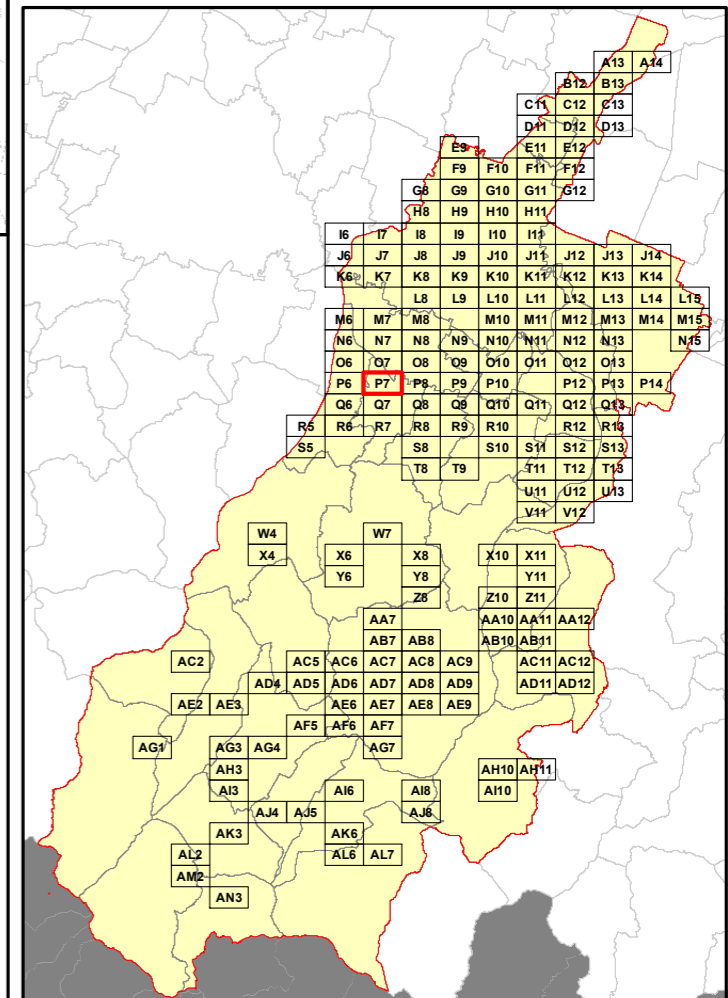 A13 A14
B12 B13
C11 C12 C13
D11 D12 D13
E9 E11 E12
F9 F10 F11 F12
G8 G9 G10 G11 G12
H8 H9 H10 H11
I6 I7 I8 I9 I10 I11
J6 J7 J8 J9 J10 J11 J12 J13 J14
K6 K7 K8 K9 K10 K11 K12 K13 K14
L8 L9 L10 L11 L12 L13 L14 L15
M6 M7 M8 M10 M11 M12 M13 M14 M15
N6 N7 N8 N9 N10 N11 N12 N13 N15
O6 O7 O8 O9 O10 O11 O12 O13
P6 P7 P8 P9 P10 P12 P13 P14
Q6 Q7 Q8 Q9 Q10 Q11 Q12 Q13
R5 R6 R7 R8 R9 R10 R12 R13
S5 S8 S10 S11 S12 S13
T8 T9 T11 T12 T13
U11 U12 U13
V11 V12
W4 W7
X4 X6 X8 X10 X11
Y6 Y8 Y11
Z8 Z10 Z11
AA7 AA10 AA11 AA12
AB7 AB8 AB10 AB11
AC2 AC5 AC6 AC7 AC8 AC9 AC11 AC12
AD4 AD5 AD6 AD7 AD8 AD9 AD11 AD12
AE2 AE3 AE6 AE7 AE8 AE9
AF5 AF6 AF7
AG1 AG3 AG4 AG7
AH3 AH10 AH11
AI3 AI6 AI8 AI10
AJ4 AJ5 AJ8
AK3 AK6
AL2 AL6 AL7
AM2
AN3